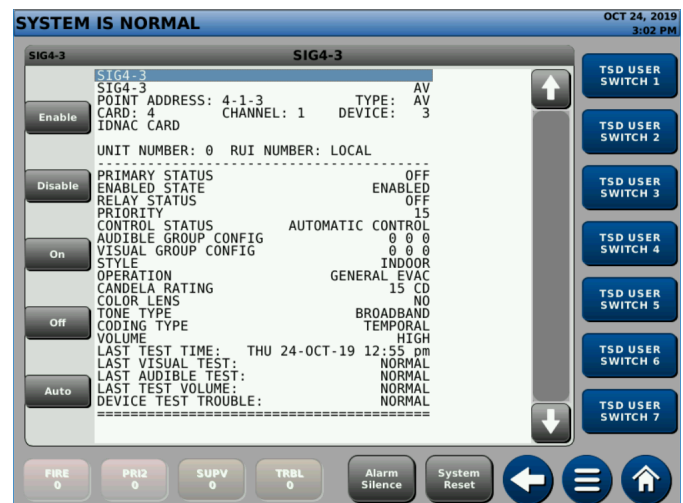 SYSTEM IS NORMAL
OCT 24, 2019
3:02 PM
SIG4-3
SIG4-3
SIG4-3
SIG4-3 AV
POINT ADDRESS: 4-1-3 TYPE: AV
CARD: 4 CHANNEL: 1 DEVICE: 3
IDNAC CARD
UNIT NUMBER: 0 RUI NUMBER: LOCAL
----------------------------------------
PRIMARY STATUS OFF
ENABLED STATE ENABLED
RELAY STATUS OFF
PRIORITY 15
CONTROL STATUS AUTOMATIC CONTROL
AUDIBLE GROUP CONFIG 0 0 0
VISUAL GROUP CONFIG 0 0 0
STYLE INDOOR
OPERATION GENERAL EVAC
CANDELA RATING 15 CD
COLOR LENS NO
TONE TYPE BROADBAND
CODING TYPE TEMPORAL
VOLUME HIGH
LAST TEST TIME: THU 24-OCT-19 12:55 pm
LAST VISUAL TEST: NORMAL
LAST AUDIBLE TEST: NORMAL
LAST TEST VOLUME: NORMAL
DEVICE TEST TROUBLE: NORMAL
========================================
Enable
Disable
On
Off
Auto
TSD USER
SWITCH 1
TSD USER
SWITCH 2
TSD USER
SWITCH 3
TSD USER
SWITCH 4
TSD USER
SWITCH 5
TSD USER
SWITCH 6
TSD USER
SWITCH 7
FIRE
0
PRI2
0
SUPV
0
TRBL
0
Alarm
Silence
System
Reset